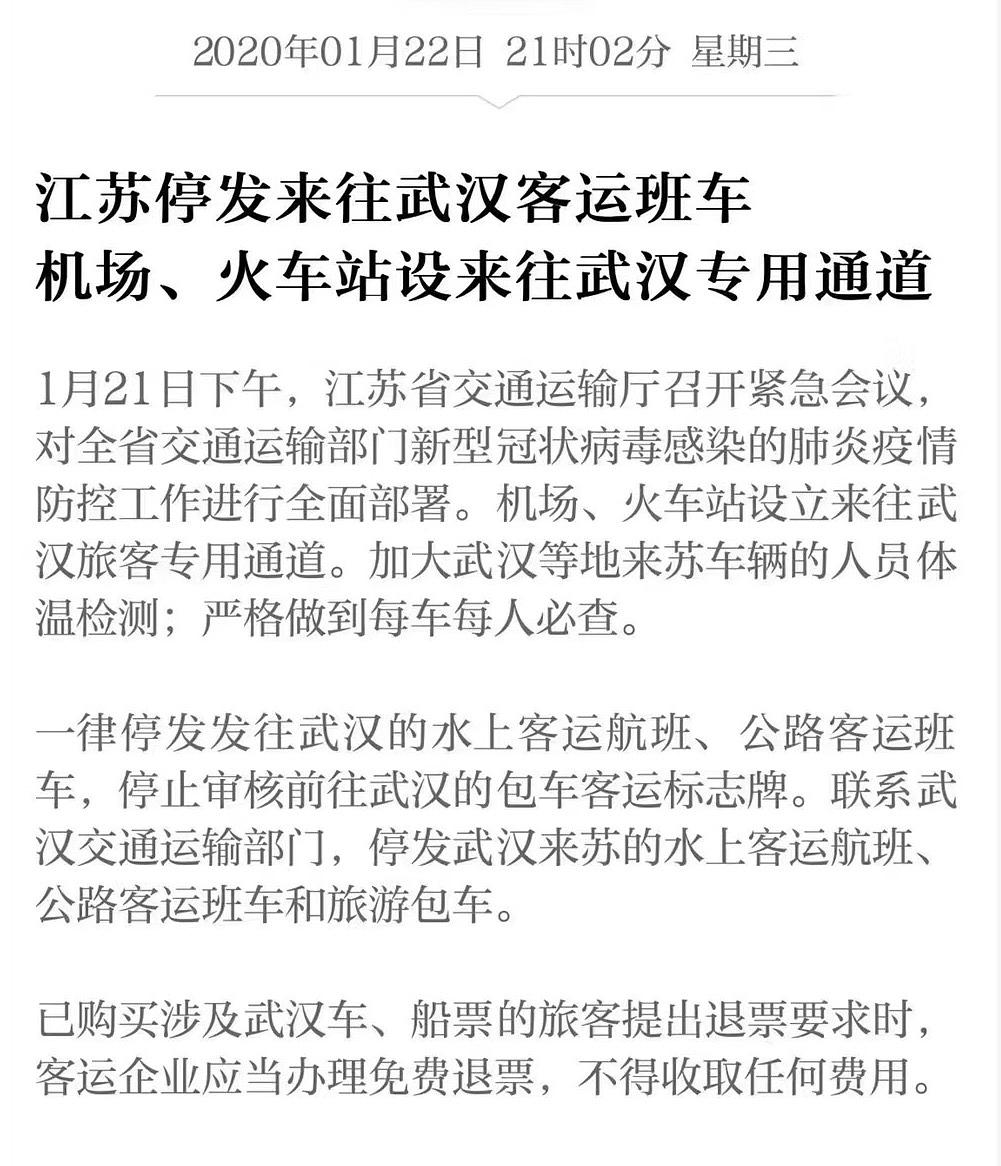 2020年01月22日 21时02分 星期三
江苏停发来往武汉客运班车
机场、火车站设来往武汉专用通道
1月21日下午，江苏省交通运输厅召开紧急会议，
对全省交通运输部门新型冠状病毒感染的肺炎疫情
防控工作进行全面部署。机场、火车站设立来往武
汉旅客专用通道。加大武汉等地来苏车辆的人员体
温检测；严格做到每车每人必查。
一律停发发往武汉的水上客运航班、公路客运班
车，停止审核前往武汉的包车客运标志牌。联系武
汉交通运输部门，停发武汉来苏的水上客运航班、
公路客运班车和旅游包车。
已购买涉及武汉车、船票的旅客提出退票要求时，
客运企业应当办理免费退票，不得收取任何费用。